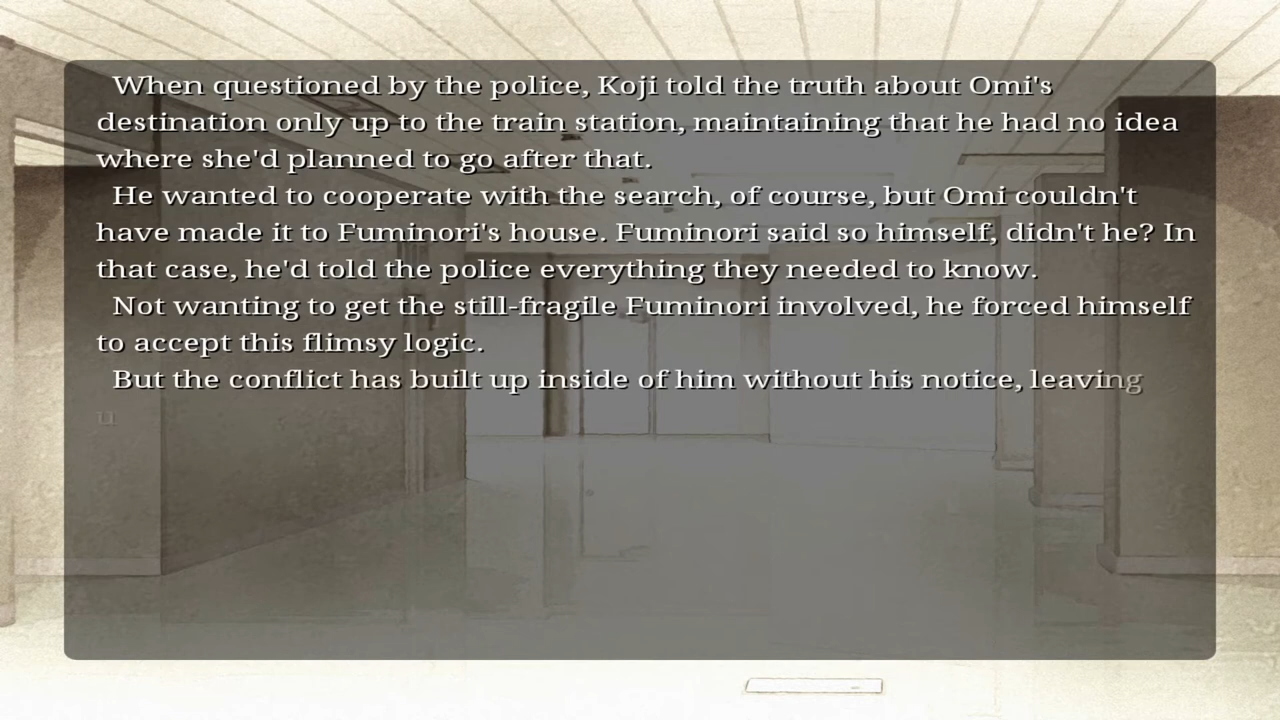 When questioned by the police, Koji told the truth about Omi's
destination only up to the train station, maintaining that he had no idea
where she'd planned to go after that.
He wanted to cooperate with the search, of course, but Omi couldn't
have made it to Fuminori's house. Fuminori said so himself, didn't he? In
that case, he'd told the police everything they needed to know.
Not wanting to get the still-fragile Fuminori involved, he forced himself
to accept this flimsy logic.
But the conflict has built up inside of him without his notice, leaving
u